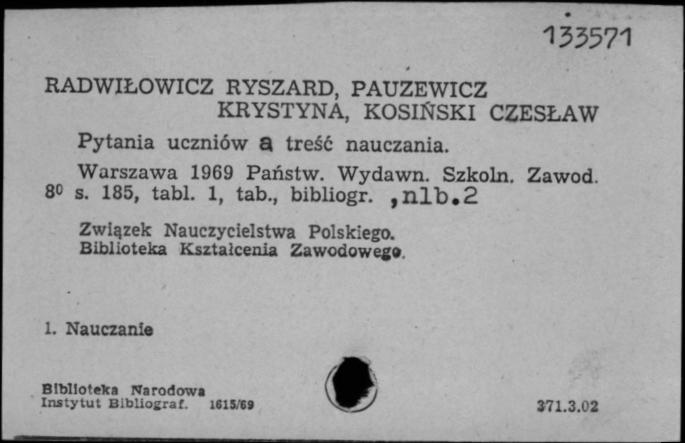 133571
RADWIŁOWICZ RYSZARD, PAUZEWICZ
KRYSTYNA, KOSIŃSKI CZESŁAW
Pytania uczniów a treść nauczania.
Warszawa 1969 Państw. Wydawn. Szkoln. Zawod.
8⁰ s. 185, tabl. 1, tab., bibliogr. ,nlb.2
Związek Nauczycielstwa Polskiego.
Biblioteka Kształcenia Zawodowego.
1. Nauczanie
Biblioteka Narodowa
Instytut Bibliograf. 1615/69
371.3.02